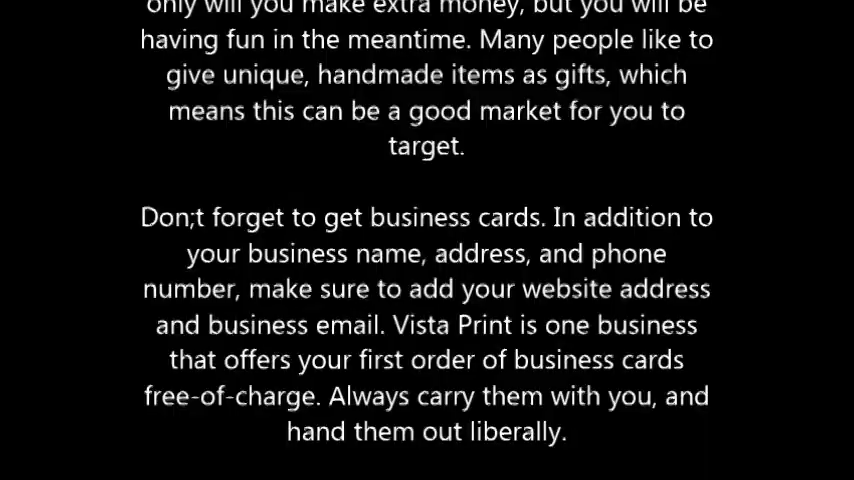 only will you make extra money, but you will be
having fun in the meantime. Many people like to
give unique, handmade items as gifts, which
means this can be a good market for you to
target.
Don;t forget to get business cards. In addition to
your business name, address, and phone
number, make sure to add your website address
and business email. Vista Print is one business
that offers your first order of business cards
free-of-charge. Always carry them with you, and
hand them out liberally.